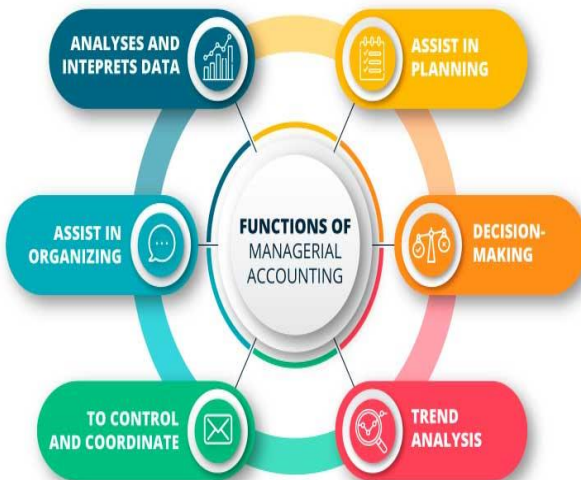 ANALYSES AND
INTEPRETS DATA
ASSIST IN
PLANNING
ASSIST IN
ORGANIZING
FUNCTIONS OF
MANAGERIAL
ACCOUNTING
DECISION-
MAKING
TO CONTROL
AND COORDINATE
TREND
ANALYSIS